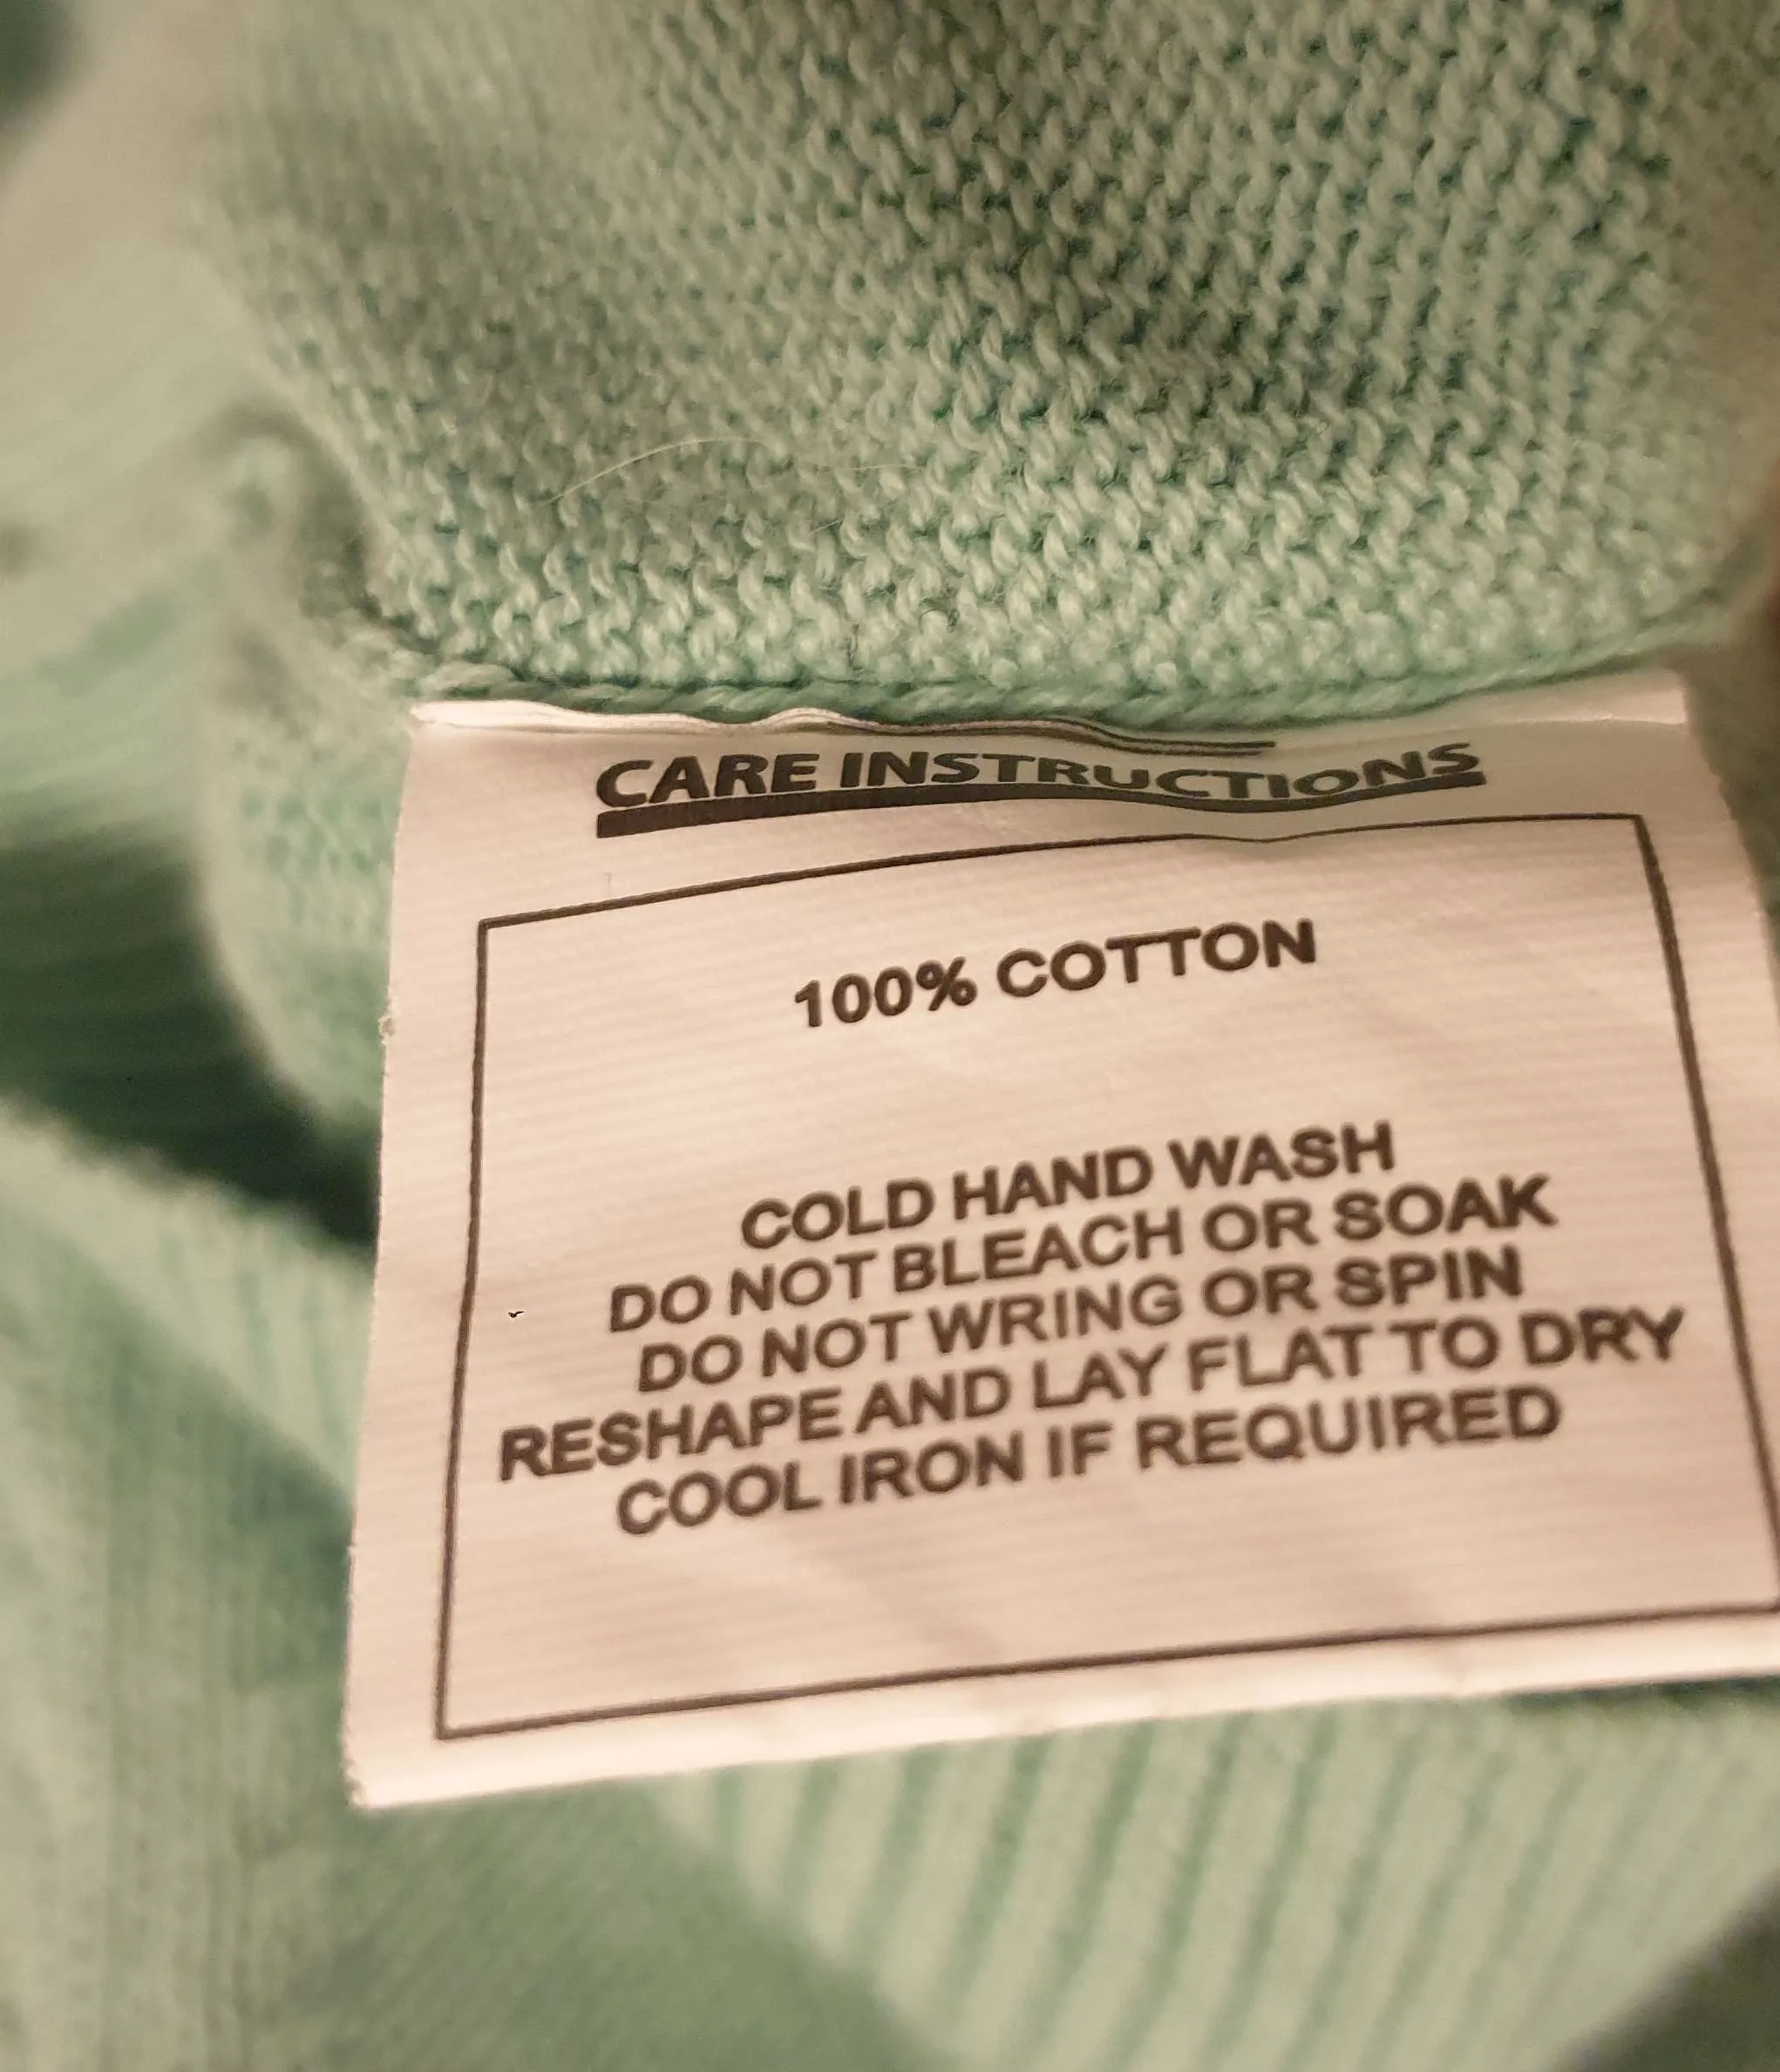 CARE INSTRUCTIONS
100% COTTON
COLD HAND WASH
DO NOT BLEACH OR SOAK
DO NOT WRING OR SPIN
RESHAPE AND LAY FLAT TO DRY
COOL IRON IF REQUIRED